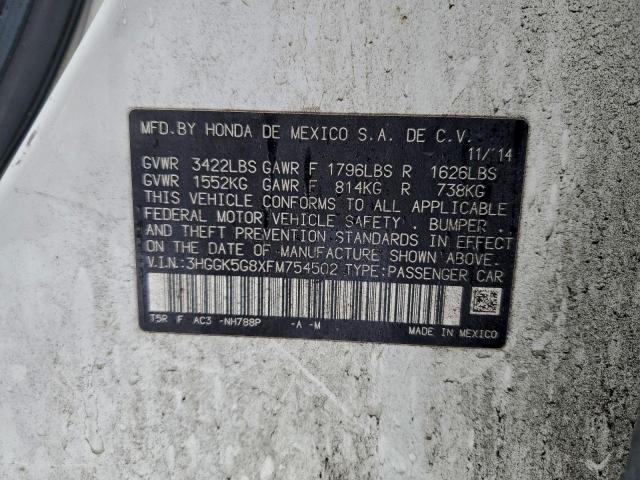 MFD.BY HONDA DE MEXICO S.A. DE C.V.
11/14
GVWR 3422LBS GAWR F 1796LBS R 1626LBS
GVWR 1552KG GAWR F 814KG R 738KG
THIS VEHICLE CONFORMS TO ALL APPLICABLE
FEDERAL MOTOR VEHICLE SAFETY . BUMPER .
AND THEFT PREVENTION STANDARDS IN EFFECT
ON THE DATE OF MANUFACTURE SHOWN ABOVE.
V.I.N.:3HGGK5G8XFM754502 TYPE:PASSENGER CAR
T5R F AC3 -NH788P -A -M
MADE IN MEXICO